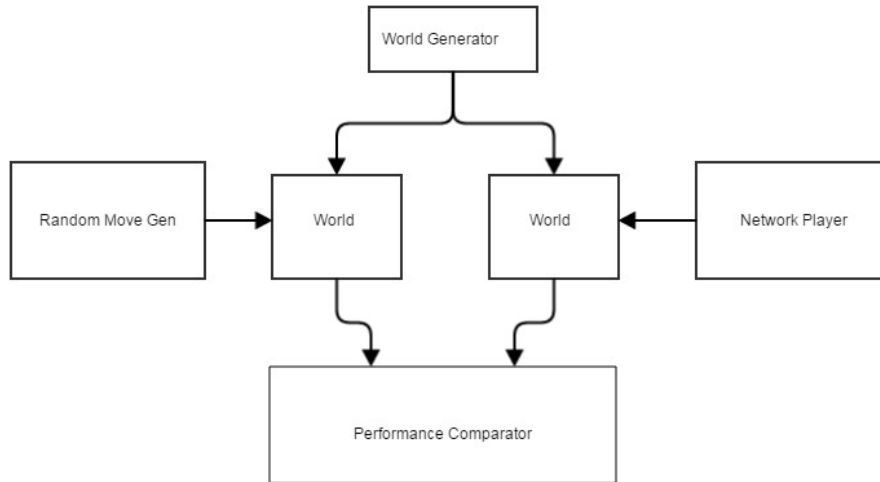 World Generator
Random Move Gen
World
World
Network Player
Performance Comparator